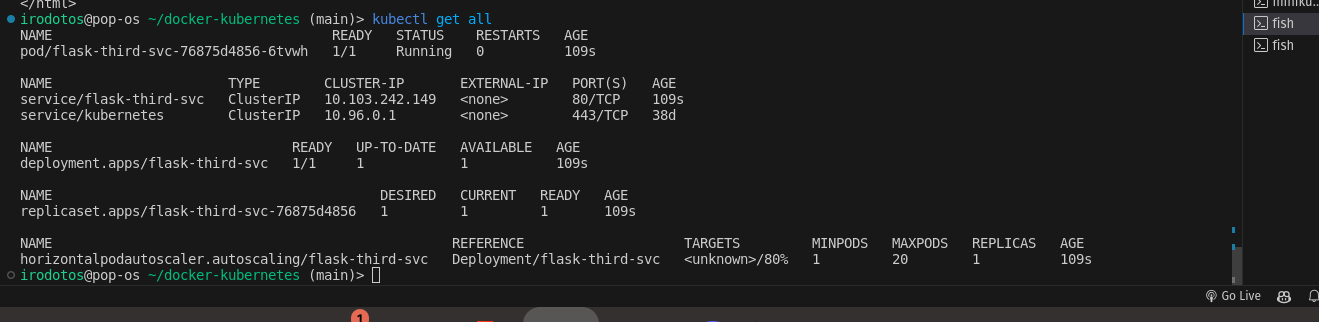 </html>
irodotos@pop-os ~/docker-kubernetes (main)> kubectl get all
NAME READY STATUS RESTARTS AGE
pod/flask-third-svc-76875d4856-6tvwh 1/1 Running 0 109s
NAME TYPE CLUSTER-IP EXTERNAL-IP PORT(S) AGE
service/flask-third-svc ClusterIP 10.103.242.149 <none> 80/TCP 109s
service/kubernetes ClusterIP 10.96.0.1 <none> 443/TCP 38d
NAME READY UP-TO-DATE AVAILABLE AGE
deployment.apps/flask-third-svc 1/1 1 1 109s
NAME DESIRED CURRENT READY AGE
replicaset.apps/flask-third-svc-76875d4856 1 1 1 109s
NAME REFERENCE TARGETS MINPODS MAXPODS REPLICAS AGE
horizontalpodautoscaler.autoscaling/flask-third-svc Deployment/flask-third-svc <unknown>/80% 1 20 1 109s
irodotos@pop-os ~/docker-kubernetes (main)>
fish
fish
Go Live
1